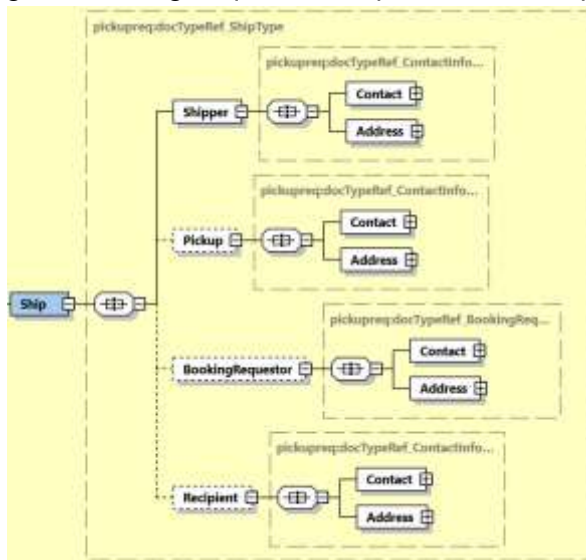 pickupreq:docTypeRef_ShipType
pickupreq:docTypeRef_ContactInfo...
Contact
Shipper
Address
pickupreq:docTypeRef_ContactInfo...
Contact
Pickup
Address
Ship
pickupreq:docTypeRef_BookingReq...
Contact
BookingRequestor
Address
pickupreq:docTypeRef_ContactInfo...
Contact
Recipient
Address